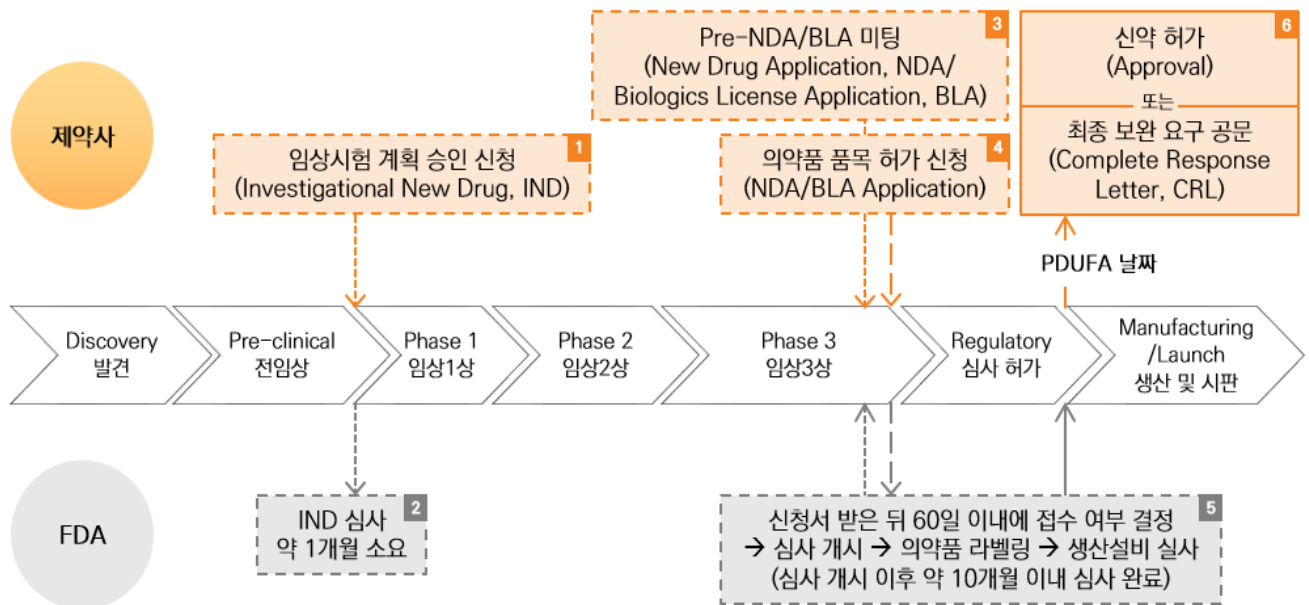 3
Pre-NDA/BLA 미팅
(New Drug Application, NDA/
Biologics License Application, BLA)
6
신약 허가
(Approval)
또는
최종 보완 요구 공문
(Complete Response
Letter, CRL)
제약사
1
임상시험 계획 승인 신청
(Investigational New Drug, IND)
4
의약품 품목 허가 신청
(NDA/BLA Application)
PDUFA 날짜
Discovery
발견
Pre-clinical
전임상
Phase 1
임상1상
Phase 2
임상2상
Phase 3
임상3상
Regulatory
심사 허가
Manufacturing
/Launch
생산 및 시판
FDA
2
IND 심사
약 1개월 소요
5
신청서 받은 뒤 60일 이내에 접수 여부 결정
→ 심사 개시 → 의약품 라벨링 → 생산설비 실사
(심사 개시 이후 약 10개월 이내 심사 완료)